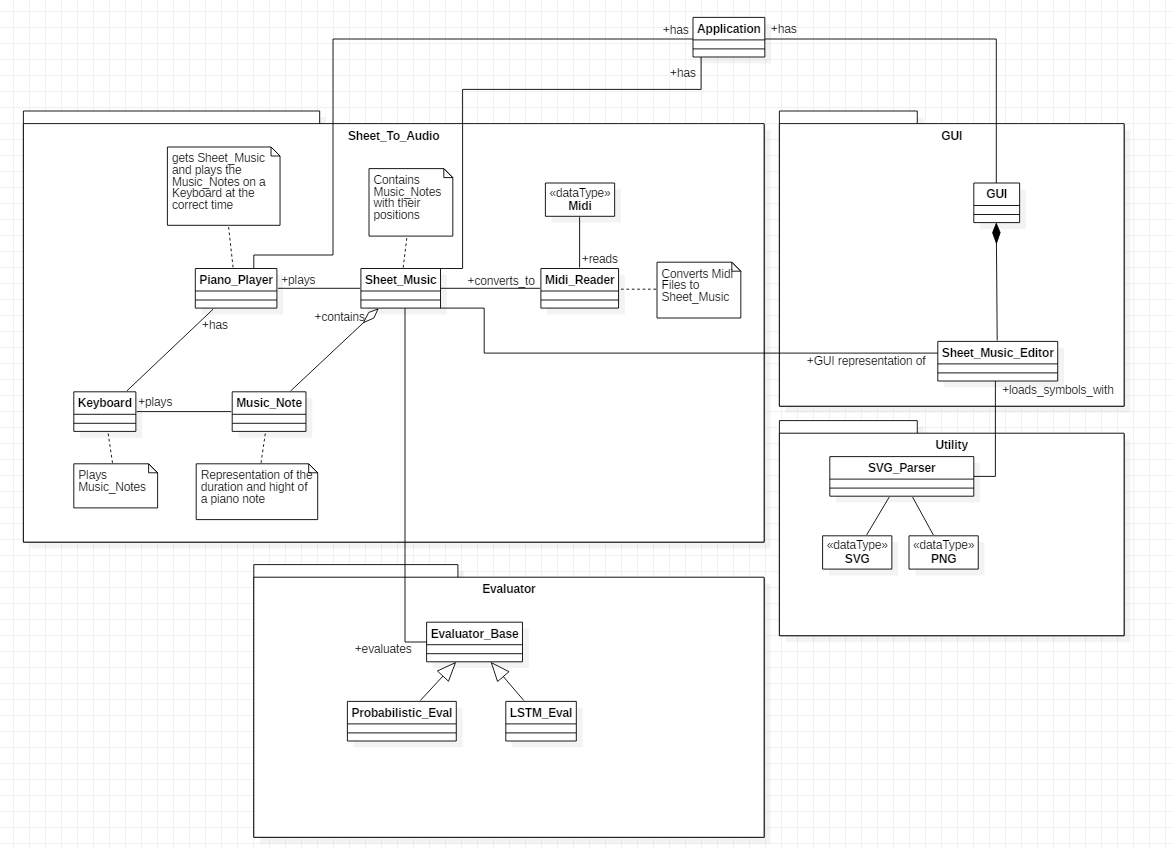 +has
Application
+has
+has
Sheet_To_Audio
GUI
gets Sheet_Music
and plays the
Music_Notes on a
Keyboard at the
correct time
Contains
Music_Notes
with their
positions
«dataType»
Midi
GUI
+reads
Piano_Player
+plays
Sheet_Music
+converts_to
Midi_Reader
Converts Midi
Files to
Sheet_Music
+contains
+has
Sheet_Music_Editor
+GUI representation of
+loads_symbols_with
Keyboard
+plays
Music_Note
Plays
Music_Notes
Representation of the
duration and hight of
a piano note
Utility
SVG_Parser
«dataType»
SVG
«dataType»
PNG
Evaluator
Evaluator_Base
+evaluates
Probabilistic_Eval
LSTM_Eval